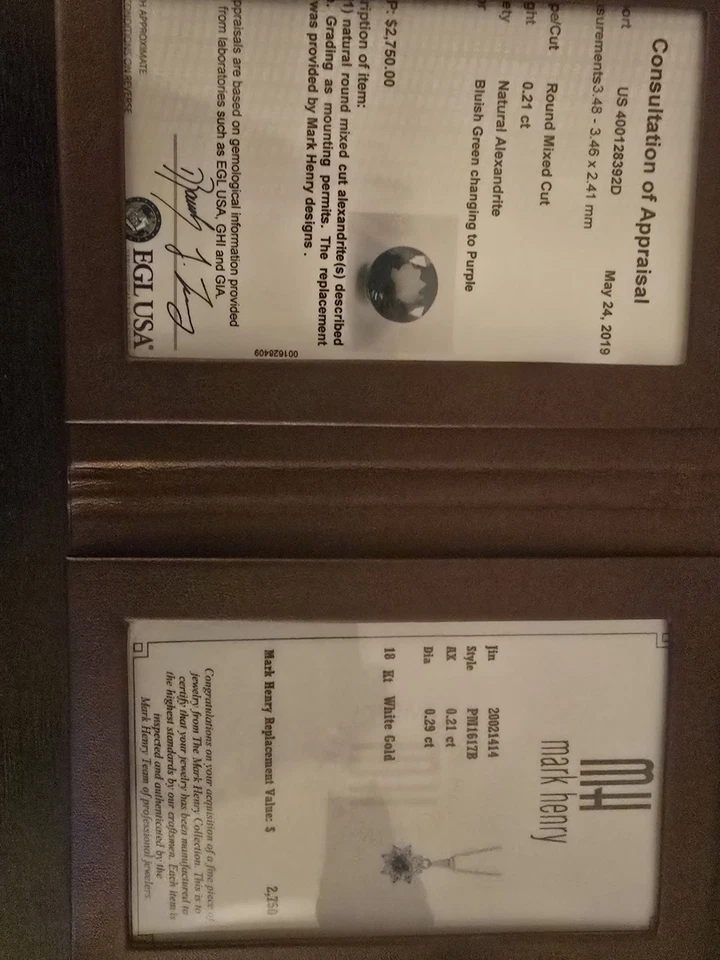 Consultation of Appraisal
ort US 400128392D May 24, 2019
surements 3.48 - 3.46 x 2.41 mm
pe/Cut Round Mixed Cut
ght 0.21 ct
ety Natural Alexandrite
or Bluish Green changing to Purple
P: $2,750.00
ription of item:
1) natural round mixed cut alexandrite(s) described
. Grading as mounting permits. The replacement
was provided by Mark Henry designs .
ppraisals are based on gemological information provided
from laboratories such as EGL USA, GHI and GIA.
EGL USA
001628409
H APPROXIMATE
CONDITIONS ON REVERSE
MH
mark henry
Jin 20021414
Style PM1617B
AX 0.21 ct
Dia 0.29 ct
18 Kt White Gold
Mark Henry Replacement Value: $ 2,750
Congratulations on your acquisition of a fine piece of
jewelry from The Mark Henry Collection. This is to
certify that your jewelry has been manufactured to
the highest standards by our craftsmen. Each item is
inspected and authenticated by the
Mark Henry Team of professional jewelers.